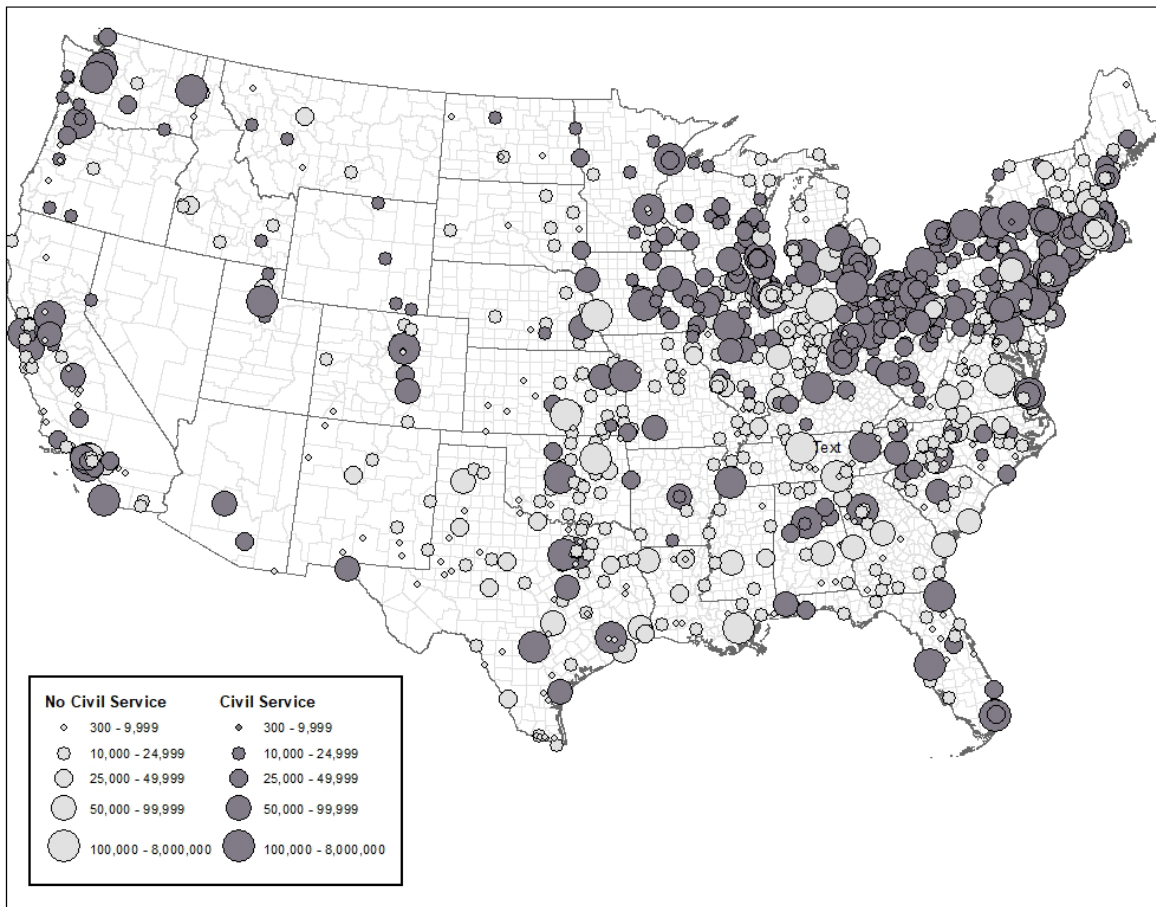 Text
No Civil Service Civil Service
300 - 9,999 300 - 9,999
10,000 - 24,999 10,000 - 24,999
25,000 - 49,999 25,000 - 49,999
50,000 - 99,999 50,000 - 99,999
100,000 - 8,000,000 100,000 - 8,000,000